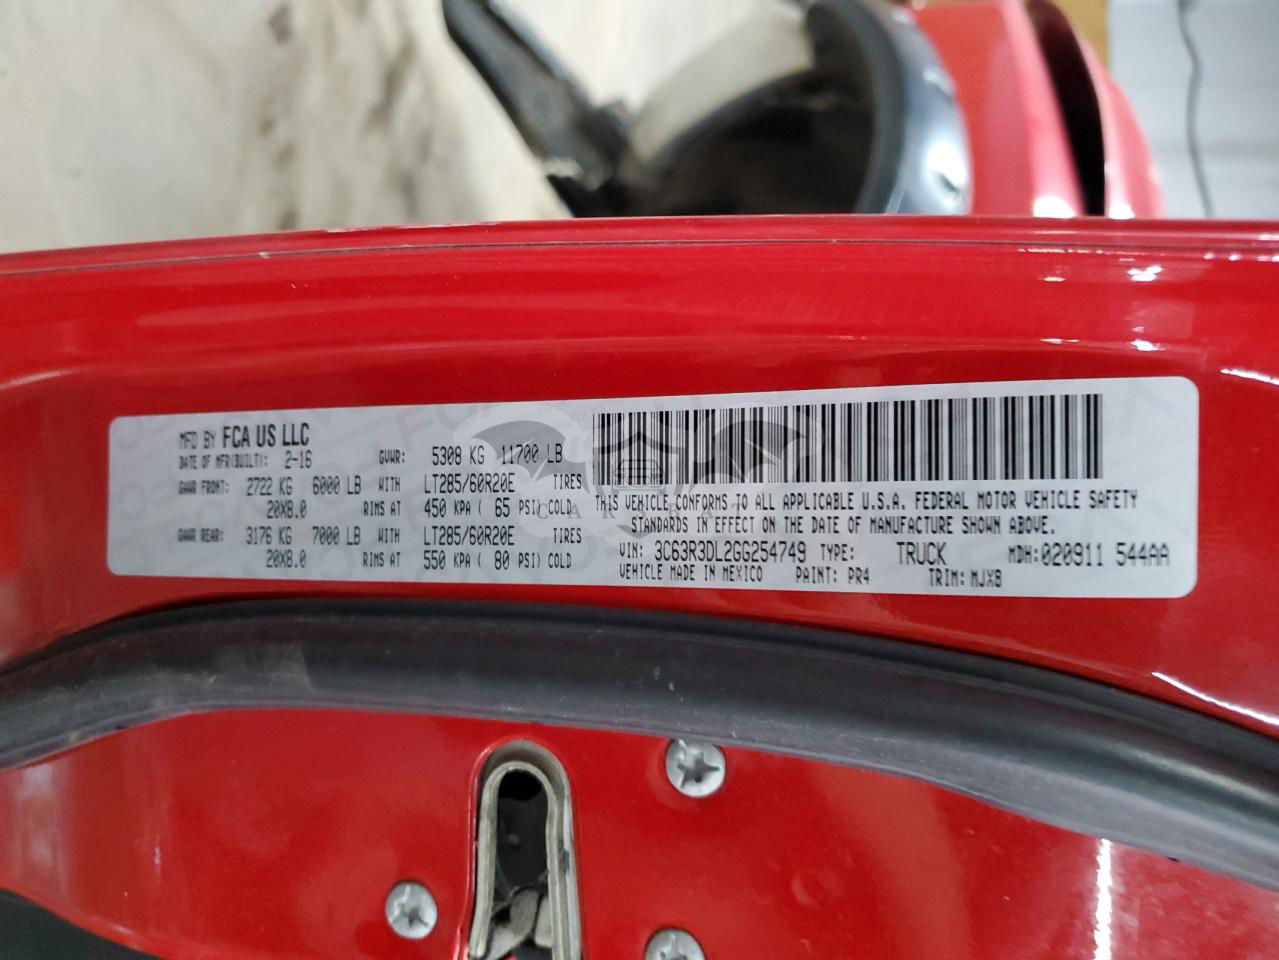 MFD BY FCA US LLC
DATE OF MFR(BUILT): 2-16 GVWR: 5308 KG 11700 LB
GAWR FRONT: 2722 KG 6000 LB WITH LT285/60R20E TIRES
20X8.0 RIMS AT 450 KPA ( 65 PSI) COLD
GAWR REAR: 3176 KG 7000 LB WITH LT285/60R20E TIRES
20X8.0 RIMS AT 550 KPA ( 80 PSI) COLD
THIS VEHICLE CONFORMS TO ALL APPLICABLE U.S.A. FEDERAL MOTOR VEHICLE SAFETY
STANDARDS IN EFFECT ON THE DATE OF MANUFACTURE SHOWN ABOVE.
VIN: 3C63R3DL2GG254749 TYPE: TRUCK MDH:020911 544AA
VEHICLE MADE IN MEXICO PAINT: PR4 TRIM: MJX8